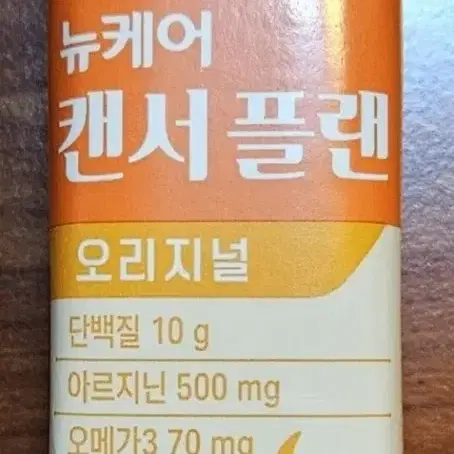 뉴케어
캔서 플랜
오리지널
단백질 10 g
아르지닌 500 mg
오메가3 70 mg